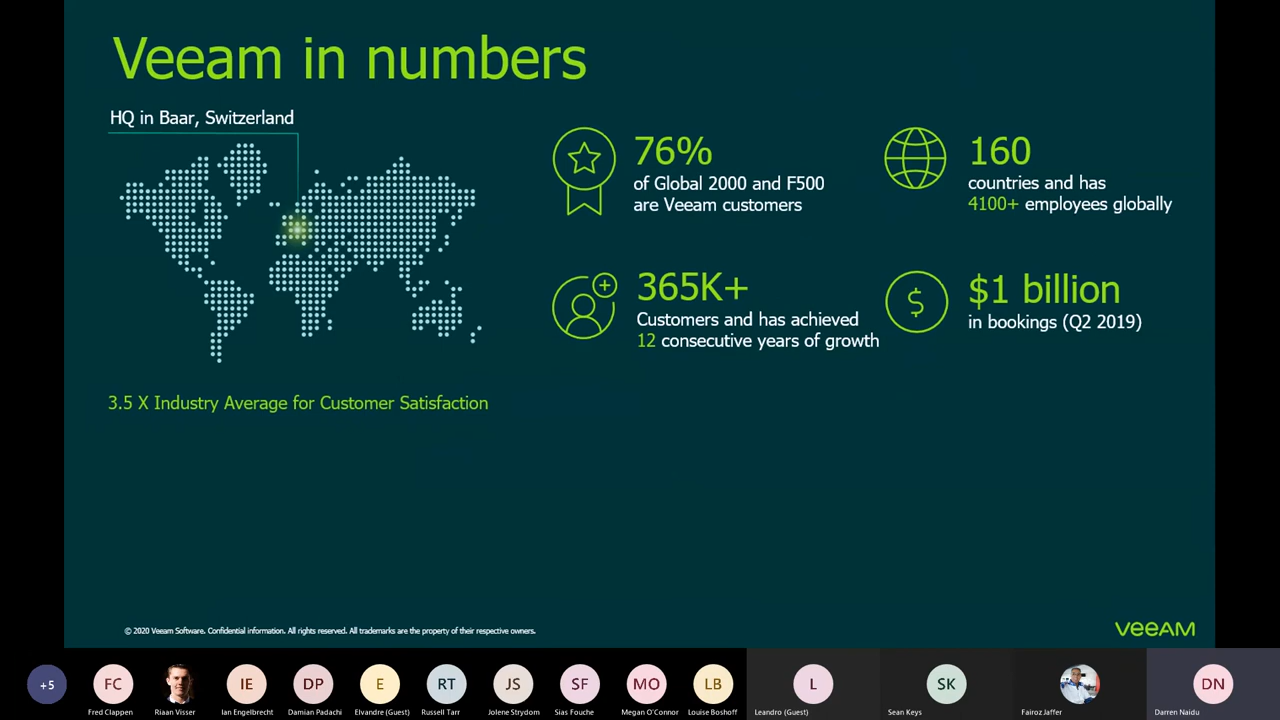 Veeam in numbers
HQ in Baar, Switzerland
76%
of Global 2000 and F500
are Veeam customers
160
countries and has
4100+ employees globally
365K+
Customers and has achieved
12 consecutive years of growth
$1 billion
in bookings (Q2 2019)
3.5 X Industry Average for Customer Satisfaction
© 2020 Veeam Software. Confidential information. All rights reserved. All trademarks are the property of their respective owners.
VeeAM
+5
FC
IE
DP
E
RT
JS
SF
MO
LB
L
SK
DN
Fred Clappen
Riaan Visser
Ian Engelbrecht
Damian Padachi
Elvandre (Guest)
Russell Tarr
Jolene Strydom
Sias Fouche
Megan O'Connor
Louise Boshoff
Leandro (Guest)
Sean Keys
Fairoz Jaffer
Darren Naidu